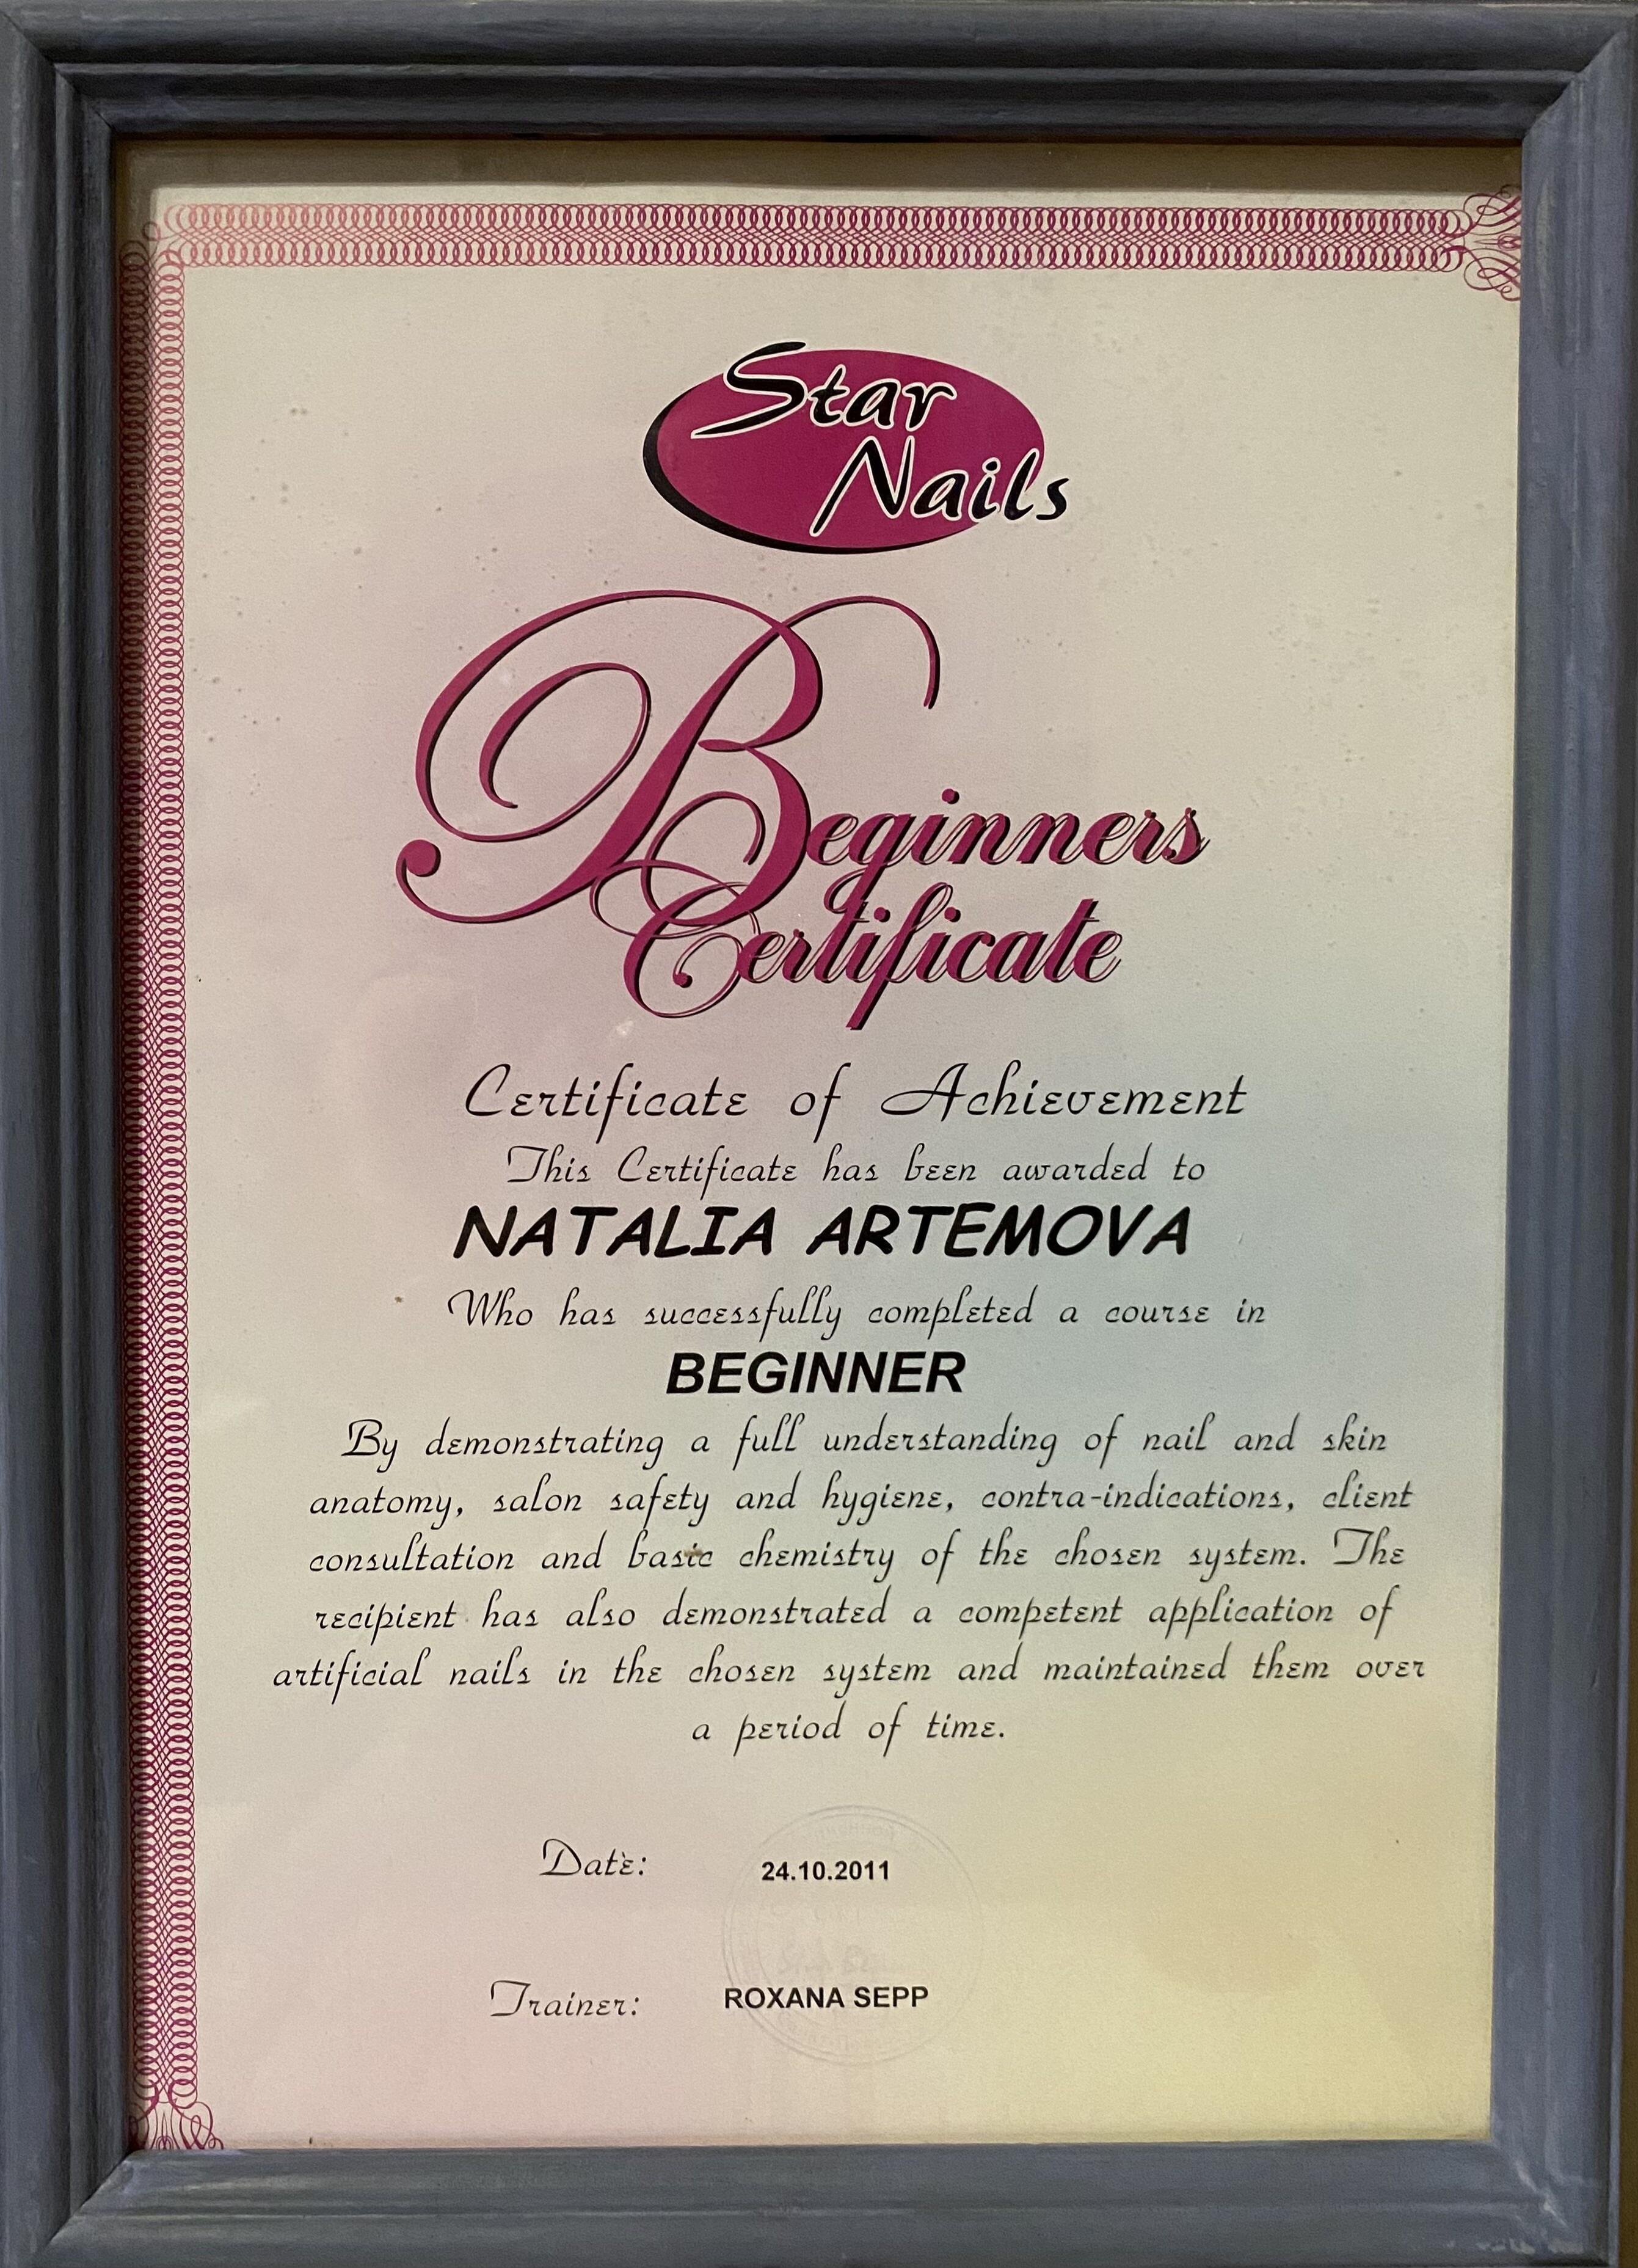 Star
Nails
Beginners
Certificate
Certificate of Achievement
This Certificate has been awarded to
NATALIA ARTEMOVA
Who has successfully completed a course in
BEGINNER
By demonstrating a full understanding of nail and skin
anatomy, salon safety and hygiene, contra-indications, client
consultation and basic chemistry of the chosen system. The
recipient has also demonstrated a competent application of
artificial nails in the chosen system and maintained them over
a period of time.
Date: 24.10.2011
Trainer: ROXANA SEPP